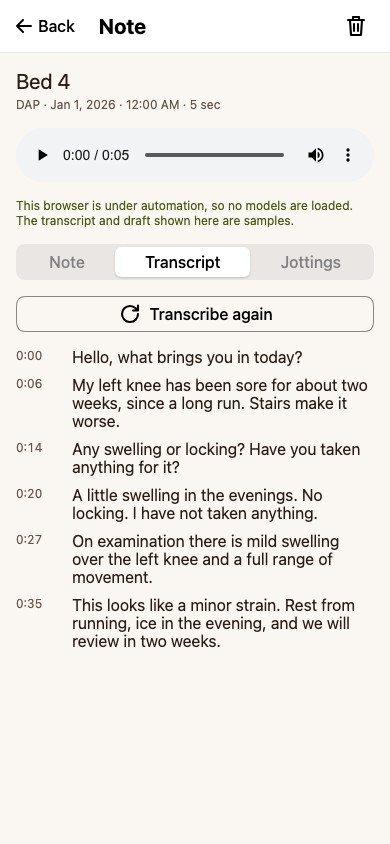 Back Note
Bed 4
DAP · Jan 1, 2026 · 12:00 AM · 5 sec
0:00 / 0:05
This browser is under automation, so no models are loaded.
The transcript and draft shown here are samples.
Note Transcript Jottings
Transcribe again
0:00 Hello, what brings you in today?
0:06 My left knee has been sore for about two
weeks, since a long run. Stairs make it
worse.
0:14 Any swelling or locking? Have you taken
anything for it?
0:20 A little swelling in the evenings. No
locking. I have not taken anything.
0:27 On examination there is mild swelling
over the left knee and a full range of
movement.
0:35 This looks like a minor strain. Rest from
running, ice in the evening, and we will
review in two weeks.